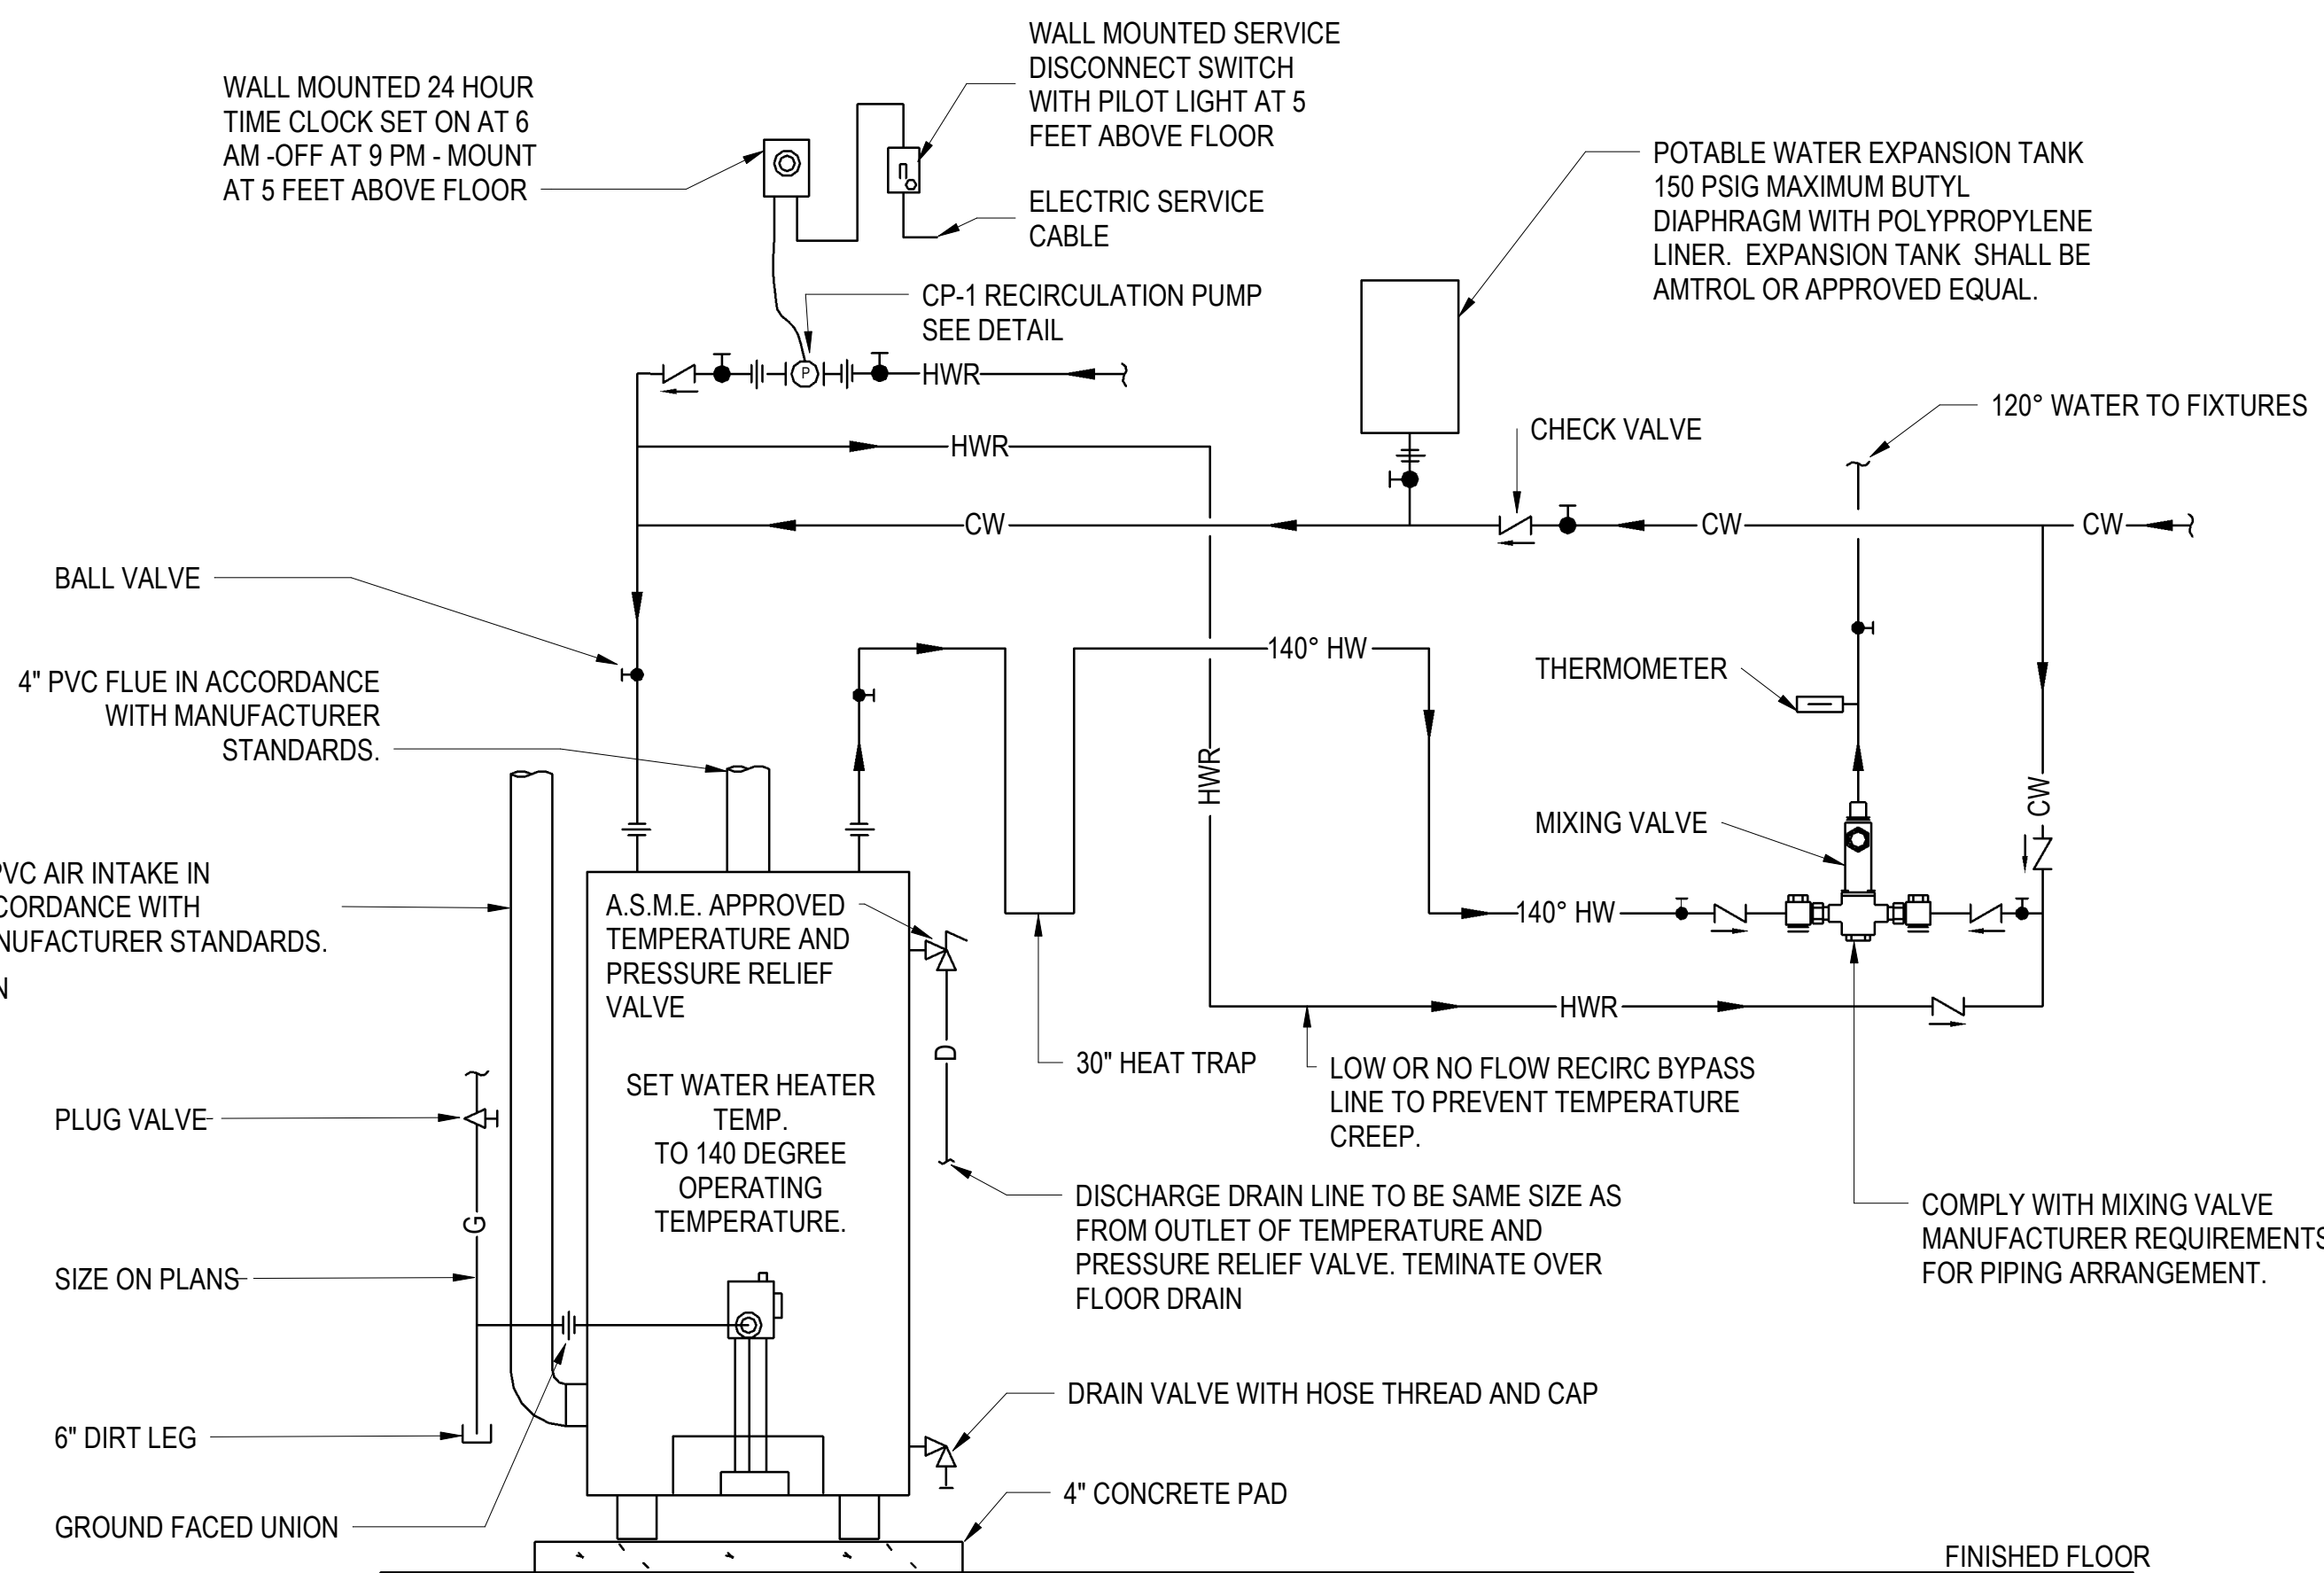 WALL MOUNTED 24 HOUR
TIME CLOCK SET ON AT 6
AM -OFF AT 9 PM - MOUNT
AT 5 FEET ABOVE FLOOR
WALL MOUNTED SERVICE
DISCONNECT SWITCH
WITH PILOT LIGHT AT 5
FEET ABOVE FLOOR
ELECTRIC SERVICE
CABLE
POTABLE WATER EXPANSION TANK
150 PSIG MAXIMUM BUTYL
DIAPHRAGM WITH POLYPROPYLENE
LINER. EXPANSION TANK SHALL BE
AMTROL OR APPROVED EQUAL.
CP-1 RECIRCULATION PUMP
SEE DETAIL
P
HWR
120° WATER TO FIXTURES
CHECK VALVE
HWR
CW
CW
CW
BALL VALVE
140° HW
THERMOMETER
4" PVC FLUE IN ACCORDANCE
WITH MANUFACTURER
STANDARDS.
HWR
CW
MIXING VALVE
PVC AIR INTAKE IN
CORDANCE WITH
NUFACTURER STANDARDS.
N
A.S.M.E. APPROVED
TEMPERATURE AND
PRESSURE RELIEF
VALVE
140° HW
HWR
D
30" HEAT TRAP
LOW OR NO FLOW RECIRC BYPASS
LINE TO PREVENT TEMPERATURE
CREEP.
SET WATER HEATER
TEMP.
TO 140 DEGREE
OPERATING
TEMPERATURE.
PLUG VALVE
G
DISCHARGE DRAIN LINE TO BE SAME SIZE AS
FROM OUTLET OF TEMPERATURE AND
PRESSURE RELIEF VALVE. TEMINATE OVER
FLOOR DRAIN
COMPLY WITH MIXING VALVE
MANUFACTURER REQUIREMENTS
FOR PIPING ARRANGEMENT.
SIZE ON PLANS
DRAIN VALVE WITH HOSE THREAD AND CAP
6" DIRT LEG
4" CONCRETE PAD
GROUND FACED UNION
FINISHED FLOOR